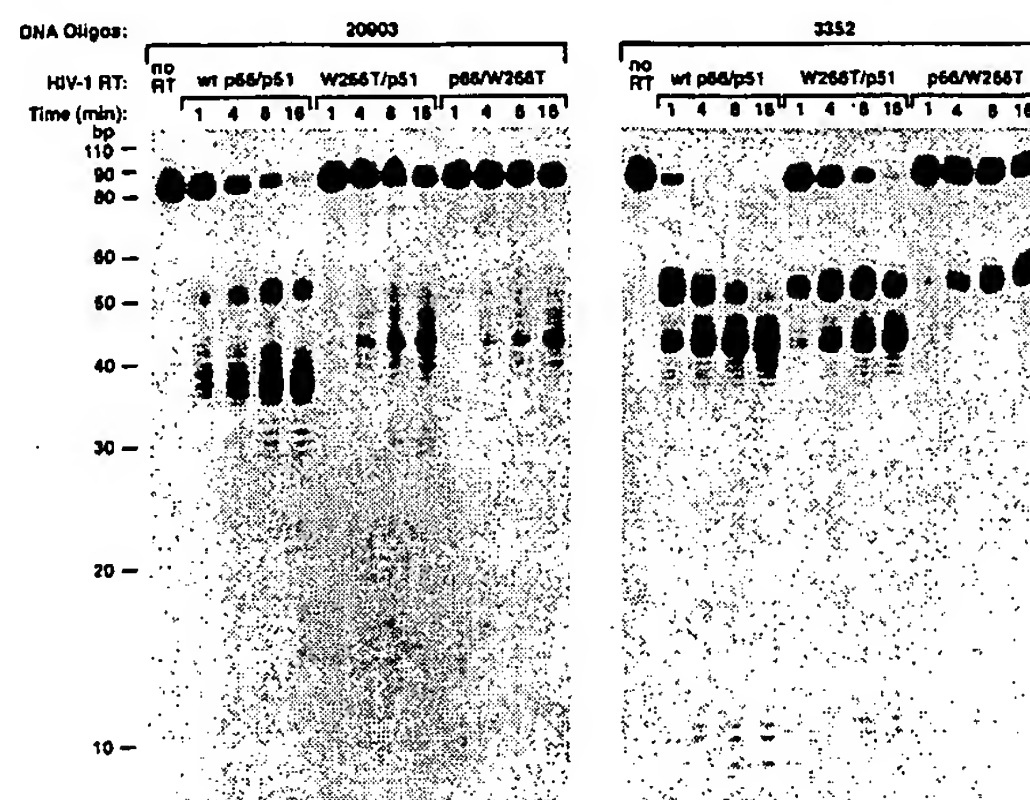 DNA Oligos: 20903 3352
HIV-1 RT: no RT wt p66/p51 W266T/p51 p66/W266T no RT wt p66/p51 W266T/p51 p66/W266T
Time (min): 1 4 8 16 1 4 8 16 1 4 8 16 1 4 8 16 1 4 8 16 1 4 8 16
bp
110
90
80
60
50
40
30
20
10